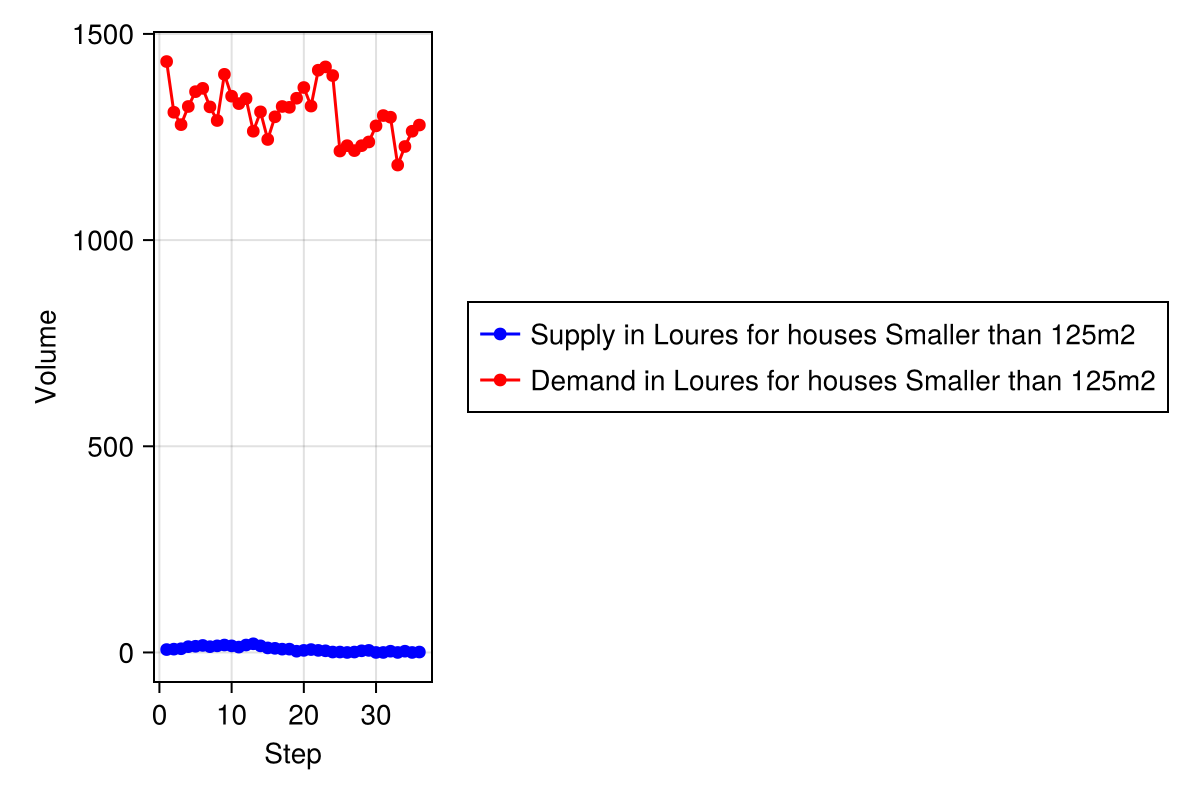 1500
1000
500
0
Volume
0 10 20 30
Step
Supply in Loures for houses Smaller than 125m2
Demand in Loures for houses Smaller than 125m2